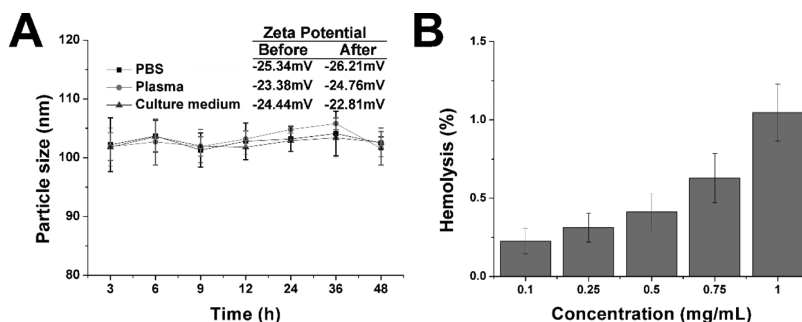 A
Zeta Potential
Before After
PBS -25.34mV -26.21mV
Plasma -23.38mV -24.76mV
Culture medium -24.44mV -22.81mV
Particle size (nm)
120
110
100
90
80
3 6 9 12 24 36 48
Time (h)
B
Hemolysis (%)
1.5
1.0
0.5
0.0
0.1 0.25 0.5 0.75 1
Concentration (mg/mL)